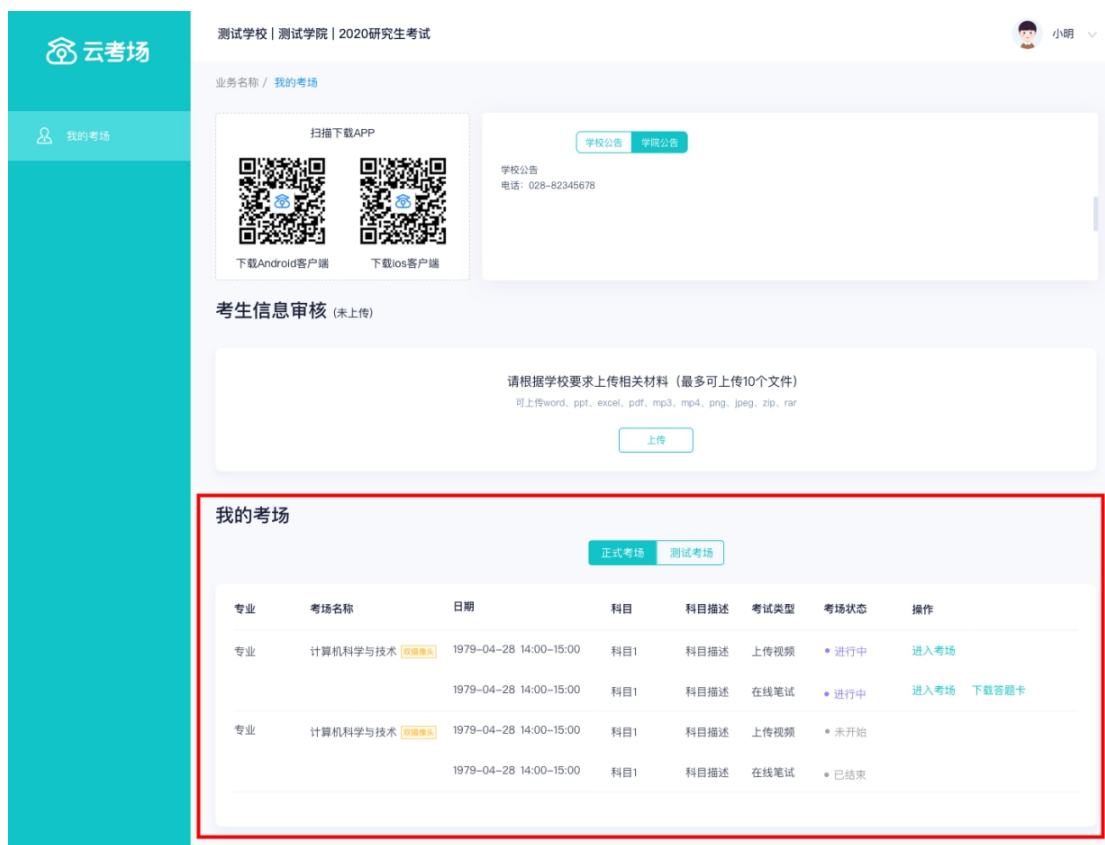 云考场
测试学校 | 测试学院 | 2020研究生考试
小明
业务名称 / 我的考场
我的考场
扫描下载APP
下载Android客户端 下载ios客户端
学校公告 学院公告
学校公告
电话：028-82345678
考生信息审核 (未上传)
请根据学校要求上传相关材料（最多可上传10个文件）
可上传word、ppt、excel、pdf、mp3、mp4、png、jpeg、zip、rar
上传
我的考场
正式考场 测试考场
专业 考场名称 日期 科目 科目描述 考试类型 考场状态 操作
专业 计算机科学与技术 双摄像头 1979-04-28 14:00-15:00 科目1 科目描述 上传视频 进行中 进入考场
1979-04-28 14:00-15:00 科目1 科目描述 在线笔试 进行中 进入考场 下载答题卡
专业 计算机科学与技术 双摄像头 1979-04-28 14:00-15:00 科目1 科目描述 上传视频 未开始
1979-04-28 14:00-15:00 科目1 科目描述 在线笔试 已结束